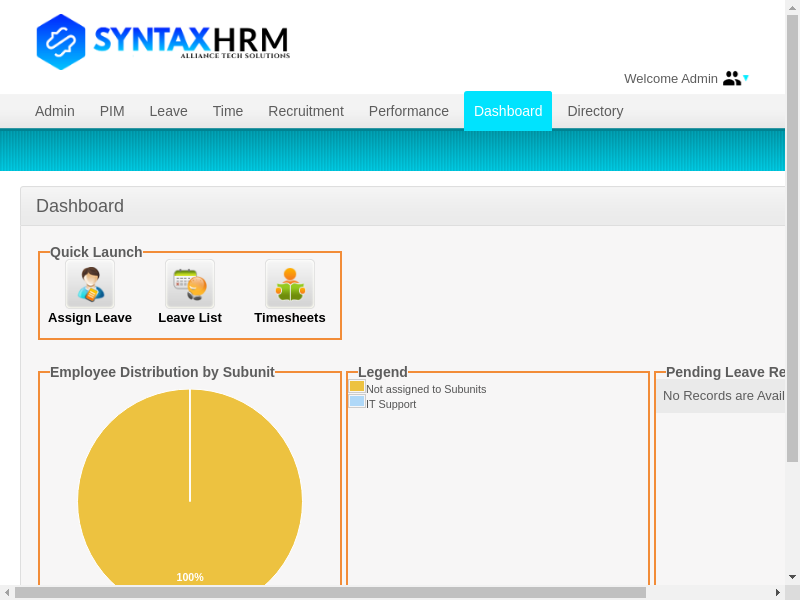 SYNTAXHRM
ALLIANCE TECH SOLUTIONS
Welcome Admin
Admin PIM Leave Time Recruitment Performance Dashboard Directory
Dashboard
Quick Launch
Assign Leave Leave List Timesheets
Employee Distribution by Subunit
100%
Legend
Not assigned to Subunits
IT Support
Pending Leave Re
No Records are Avail